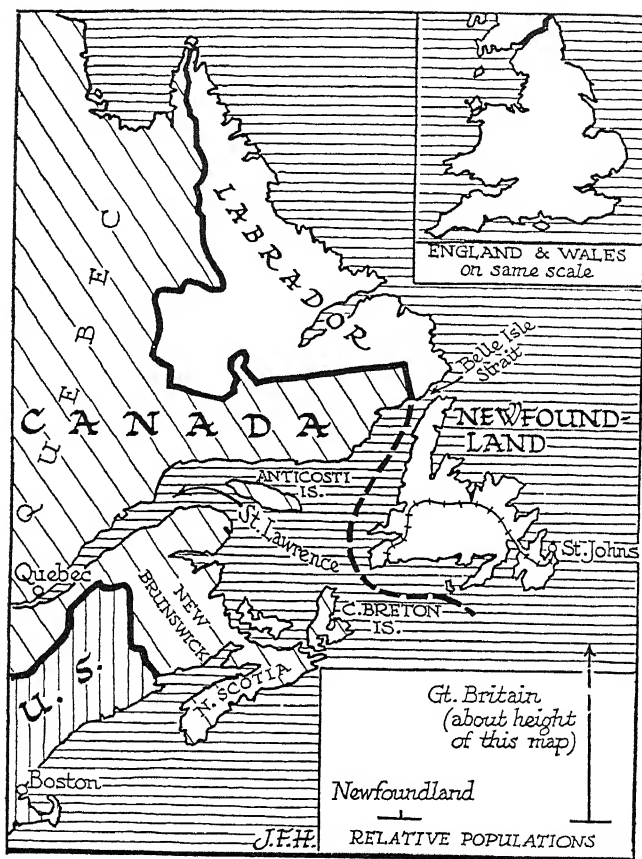 LABRADOR
ENGLAND & WALES
on same scale
QUEBEC
Belle Isle
Strait
CANADA
NEWFOUND=
LAND
ANTICOSTI
IS.
St. Lawrence
St. Johns
Quebec
NEW
BRUNSWICK
C. BRETON
IS.
U. S.
N. SCOTIA
Gt. Britain
(about height
of this map)
Boston
Newfoundland
J.F.H.
RELATIVE POPULATIONS